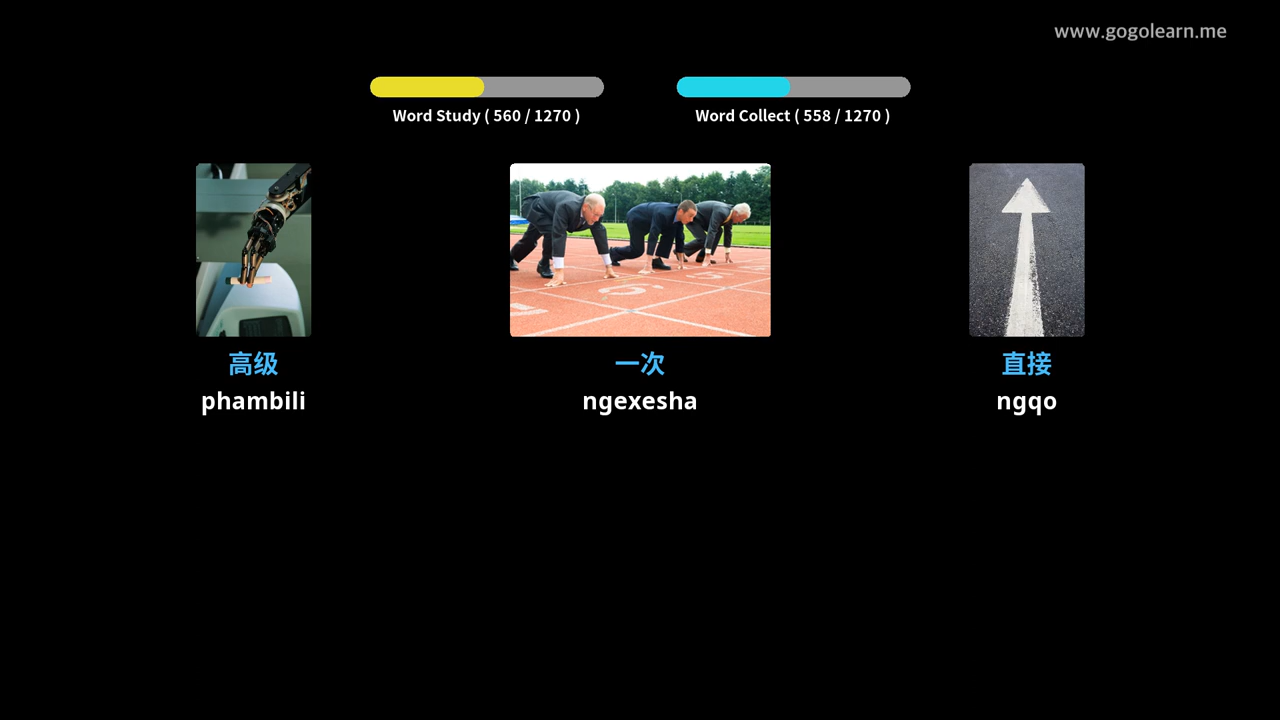 www.gogolearn.me
Word Study ( 560 / 1270 )
Word Collect ( 558 / 1270 )
高级
phambili
一次
ngexesha
直接
ngqo